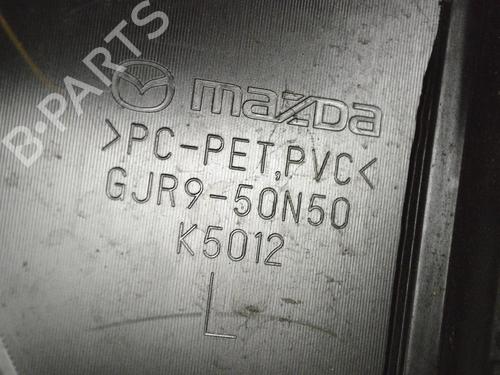 B-PARTS
mazda
>PC-PET,PVC<
GJR9-50N50
K5012
L